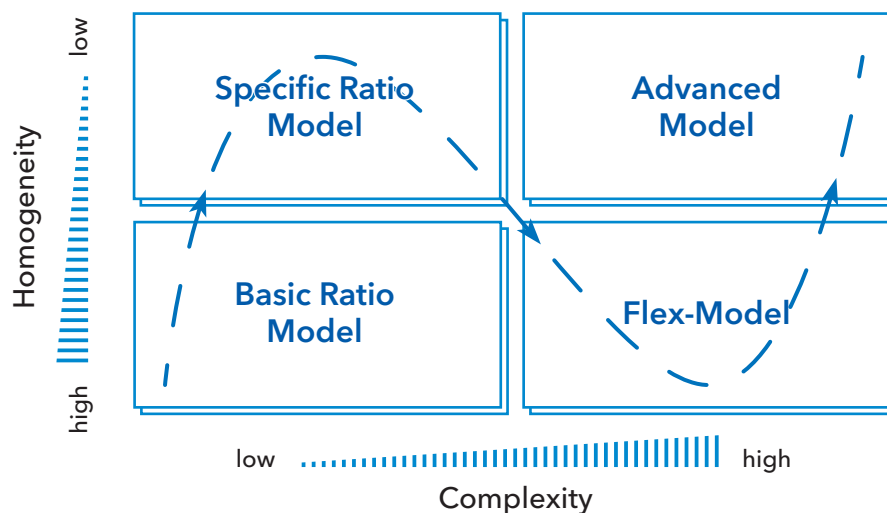 low
Homogeneity
high
Specific Ratio
Model
Advanced
Model
Basic Ratio
Model
Flex-Model
low
high
Complexity